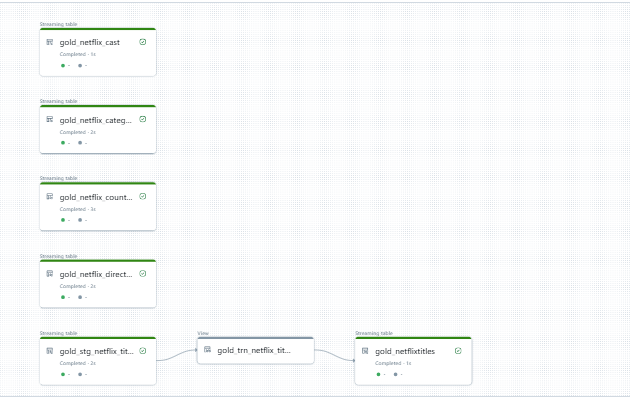 Streaming table
gold_netflix_cast
Completed · 1s
Streaming table
gold_netflix_categ...
Completed · 2s
Streaming table
gold_netflix_count...
Completed · 3s
Streaming table
gold_netflix_direct...
Completed · 2s
Streaming table
gold_stg_netflix_tit...
Completed · 2s
View
gold_trn_netflix_tit...
Streaming table
gold_netflixtitles
Completed · 1s